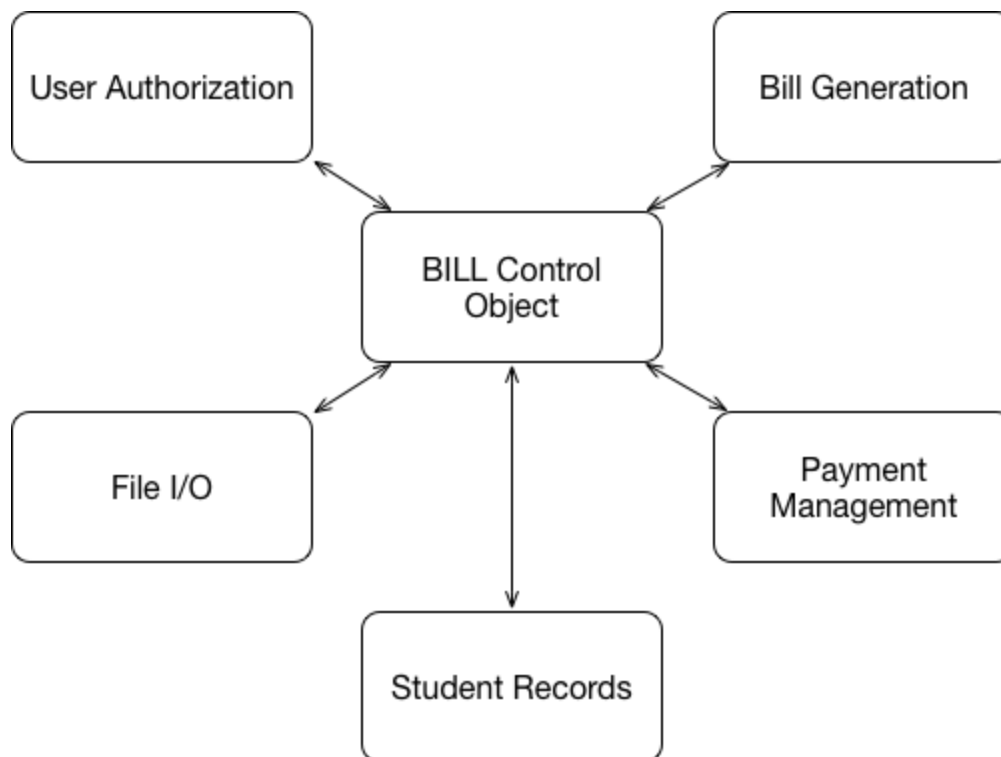 User Authorization
Bill Generation
BILL Control
Object
File I/O
Payment
Management
Student Records